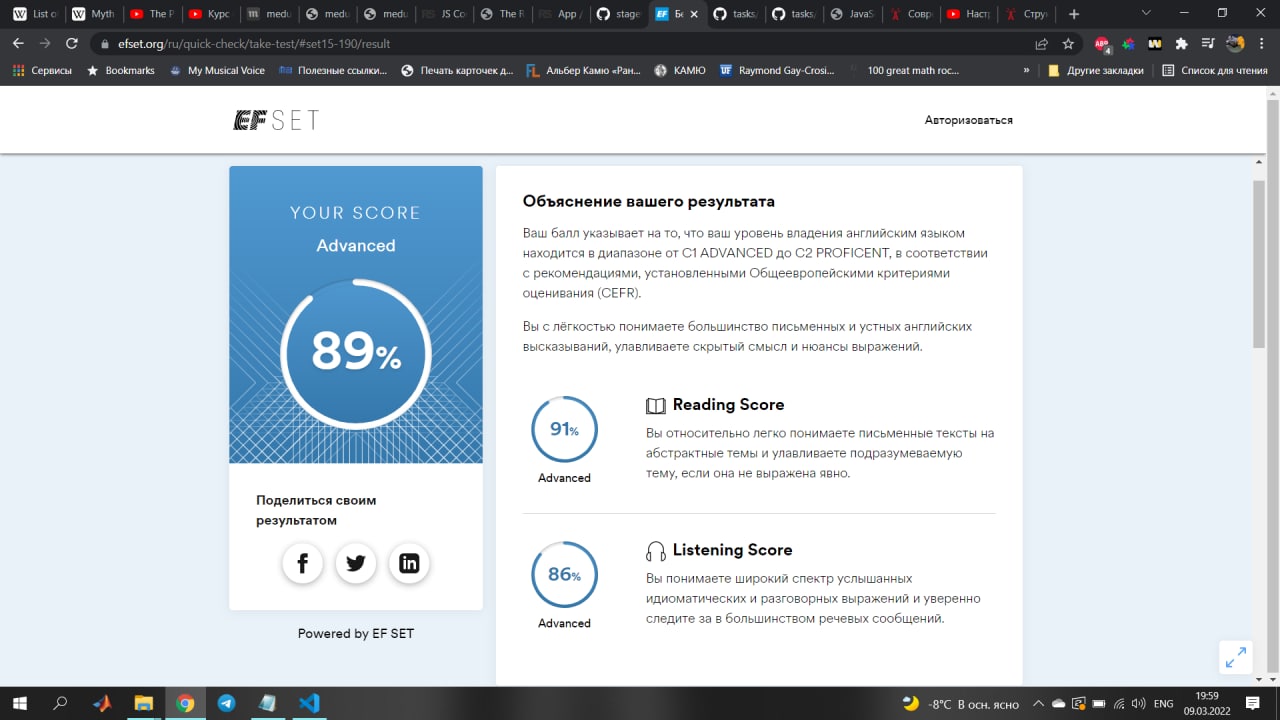 List of
Myth
The P
Курс
medu
medu
medu
JS Co
The R
App A
stage
Бе
tasks/
tasks/
JavaS
Совр
Настр
Струк
efset.org/ru/quick-check/take-test/#set15-190/result
ABP
4
W
Сервисы
Bookmarks
My Musical Voice
Полезные ссылки...
Печать карточек д...
Альбер Камю «Ран...
КАМЮ
Raymond Gay-Crosi...
100 great math roc...
»
Другие закладки
Список для чтения
EF SET
Авторизоваться
YOUR SCORE
Advanced
89%
Поделиться своим
результатом
Powered by EF SET
Объяснение вашего результата
Ваш балл указывает на то, что ваш уровень владения английским языком
находится в диапазоне от C1 ADVANCED до C2 PROFICENT, в соответствии
с рекомендациями, установленными Общеевропейскими критериями
оценивания (CEFR).
Вы с лёгкостью понимаете большинство письменных и устных английских
высказываний, улавливаете скрытый смысл и нюансы выражений.
91%
Advanced
Reading Score
Вы относительно легко понимаете письменные тексты на
абстрактные темы и улавливаете подразумеваемую
тему, если она не выражена явно.
86%
Advanced
Listening Score
Вы понимаете широкий спектр услышанных
идиоматических и разговорных выражений и уверенно
следите за в большинством речевых сообщений.
-8°C В осн. ясно
ENG
19:59
09.03.2022